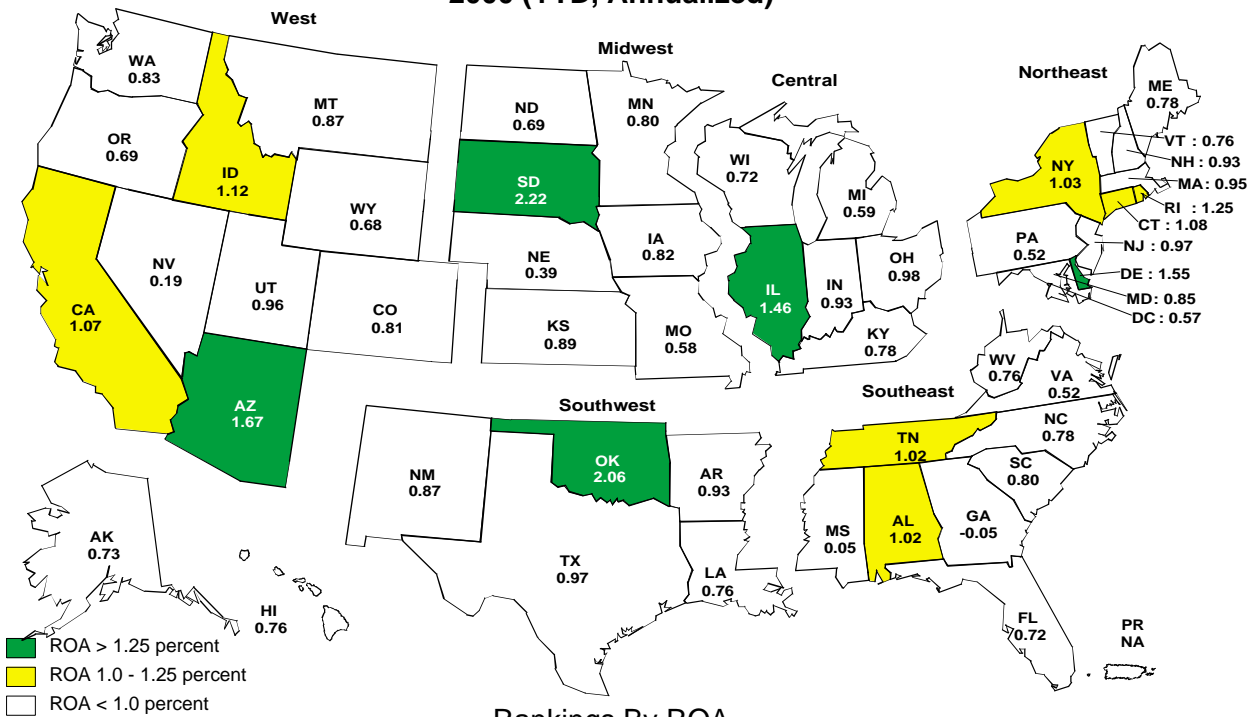 2006 (YTD, Annualized)
West
Midwest
Central
Northeast
WA
0.83
OR
0.69
CA
1.07
ID
1.12
NV
0.19
MT
0.87
WY
0.68
UT
0.96
CO
0.81
AZ
1.67
AK
0.73
HI
0.76
ND
0.69
SD
2.22
NE
0.39
KS
0.89
MN
0.80
IA
0.82
MO
0.58
WI
0.72
MI
0.59
IL
1.46
IN
0.93
OH
0.98
KY
0.78
ME
0.78
NY
1.03
PA
0.52
VT : 0.76
NH : 0.93
MA: 0.95
RI : 1.25
CT : 1.08
NJ : 0.97
DE : 1.55
MD: 0.85
DC : 0.57
Southwest
NM
0.87
OK
2.06
TX
0.97
AR
0.93
LA
0.76
Southeast
WV
0.76
VA
0.52
TN
1.02
NC
0.78
SC
0.80
MS
0.05
AL
1.02
GA
-0.05
FL
0.72
PR
NA
ROA > 1.25 percent
ROA 1.0 - 1.25 percent
ROA < 1.0 percent
Rankings By ROA